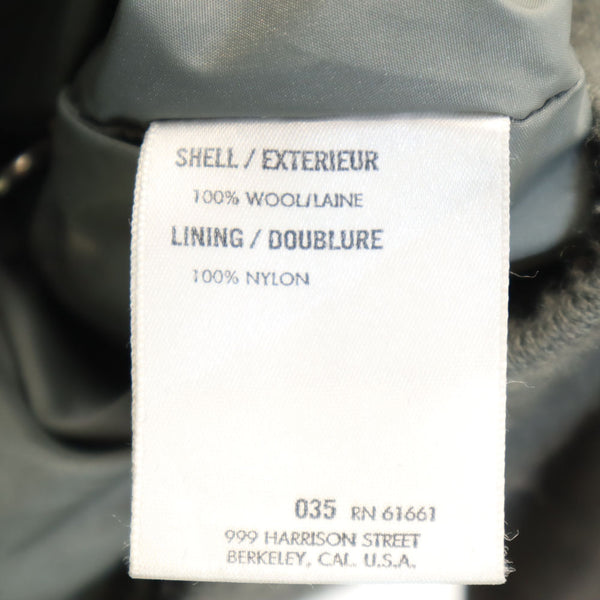 SHELL / EXTERIEUR
100% WOOL/LAINE
LINING / DOUBLURE
100% NYLON
035 RN 61661
999 HARRISON STREET
BERKELEY, CAL. U.S.A.